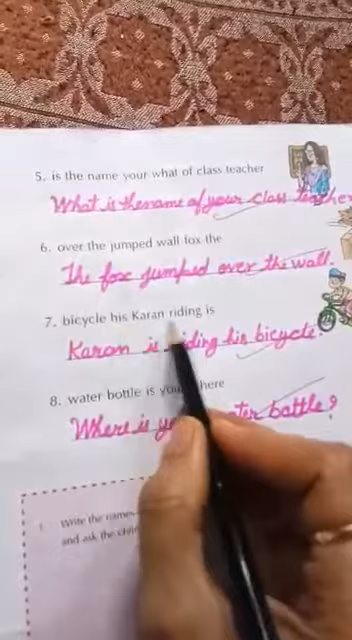 5. is the name your what of class teacher
What is the name of your class teacher
6. over the jumped wall fox the
The fox jumped over the wall.
7. bicycle his Karan riding is
Karan is riding his bicycle.
8. water bottle is here
Where is bottle?
1. Write the names
and ask the